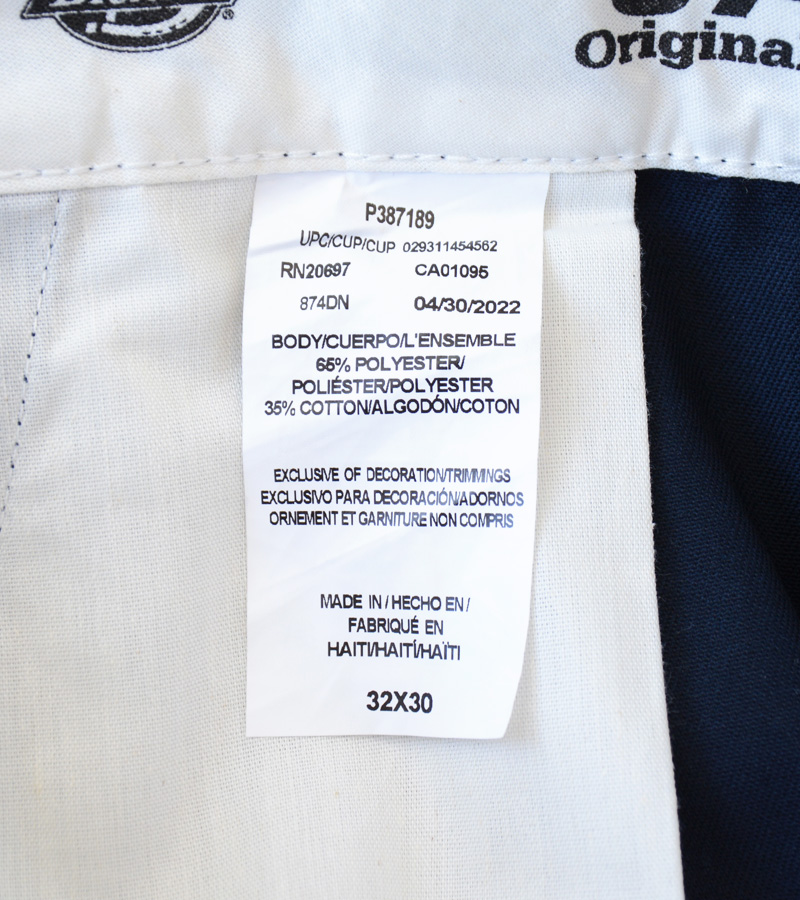 Original
P387189
UPC/CUP/CUP 029311454562
RN20697 CA01095
874DN 04/30/2022
BODY/CUERPO/L'ENSEMBLE
65% POLYESTER/
POLIÉSTER/POLYESTER
35% COTTON/ALGODÓN/COTON
EXCLUSIVE OF DECORATION/TRIMMINGS
EXCLUSIVO PARA DECORACIÓN/ADORNOS
ORNEMENT ET GARNITURE NON COMPRIS
MADE IN / HECHO EN /
FABRIQUÉ EN
HAITI/HAITÍ/HAÏTI
32X30